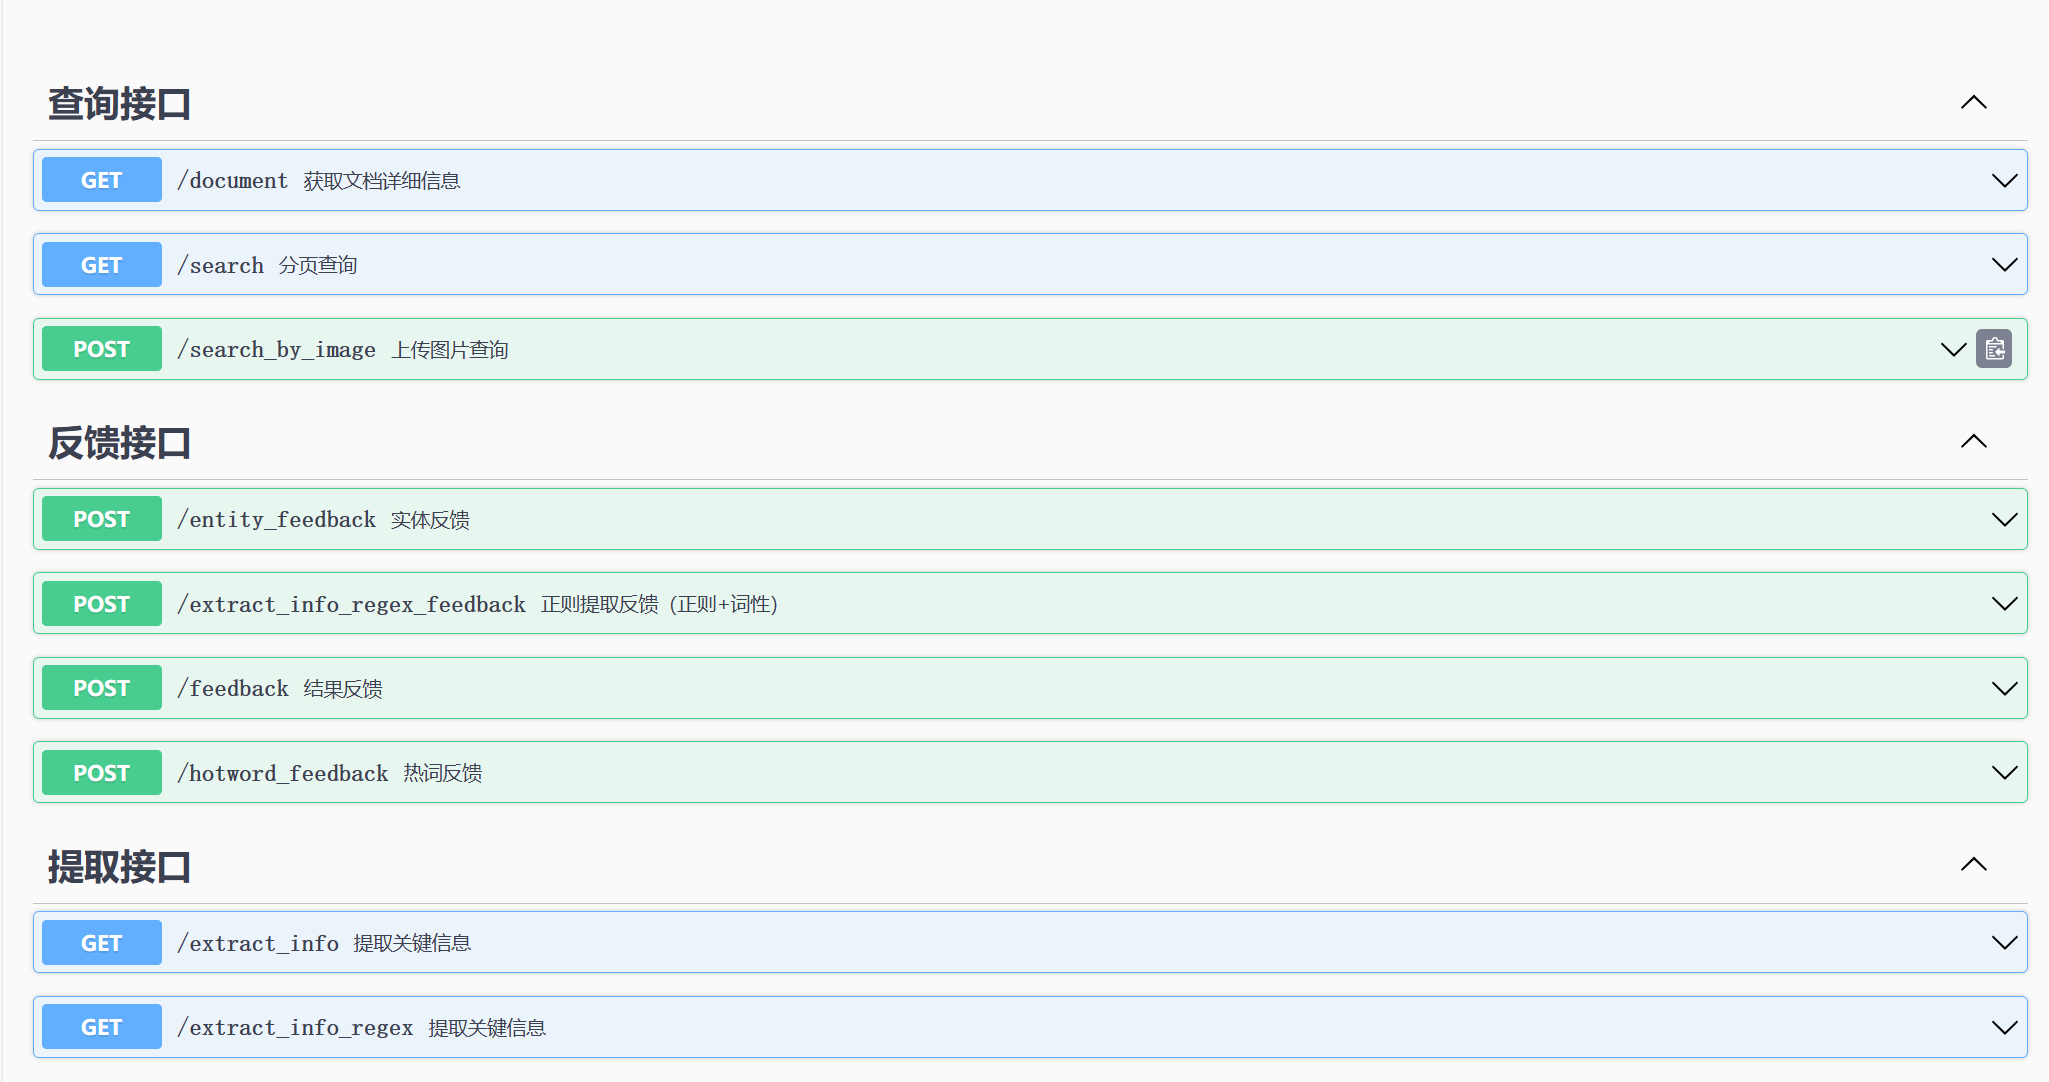 查询接口
GET /document 获取文档详细信息
GET /search 分页查询
POST /search_by_image 上传图片查询
反馈接口
POST /entity_feedback 实体反馈
POST /extract_info_regex_feedback 正则提取反馈 (正则+词性)
POST /feedback 结果反馈
POST /hotword_feedback 热词反馈
提取接口
GET /extract_info 提取关键信息
GET /extract_info_regex 提取关键信息